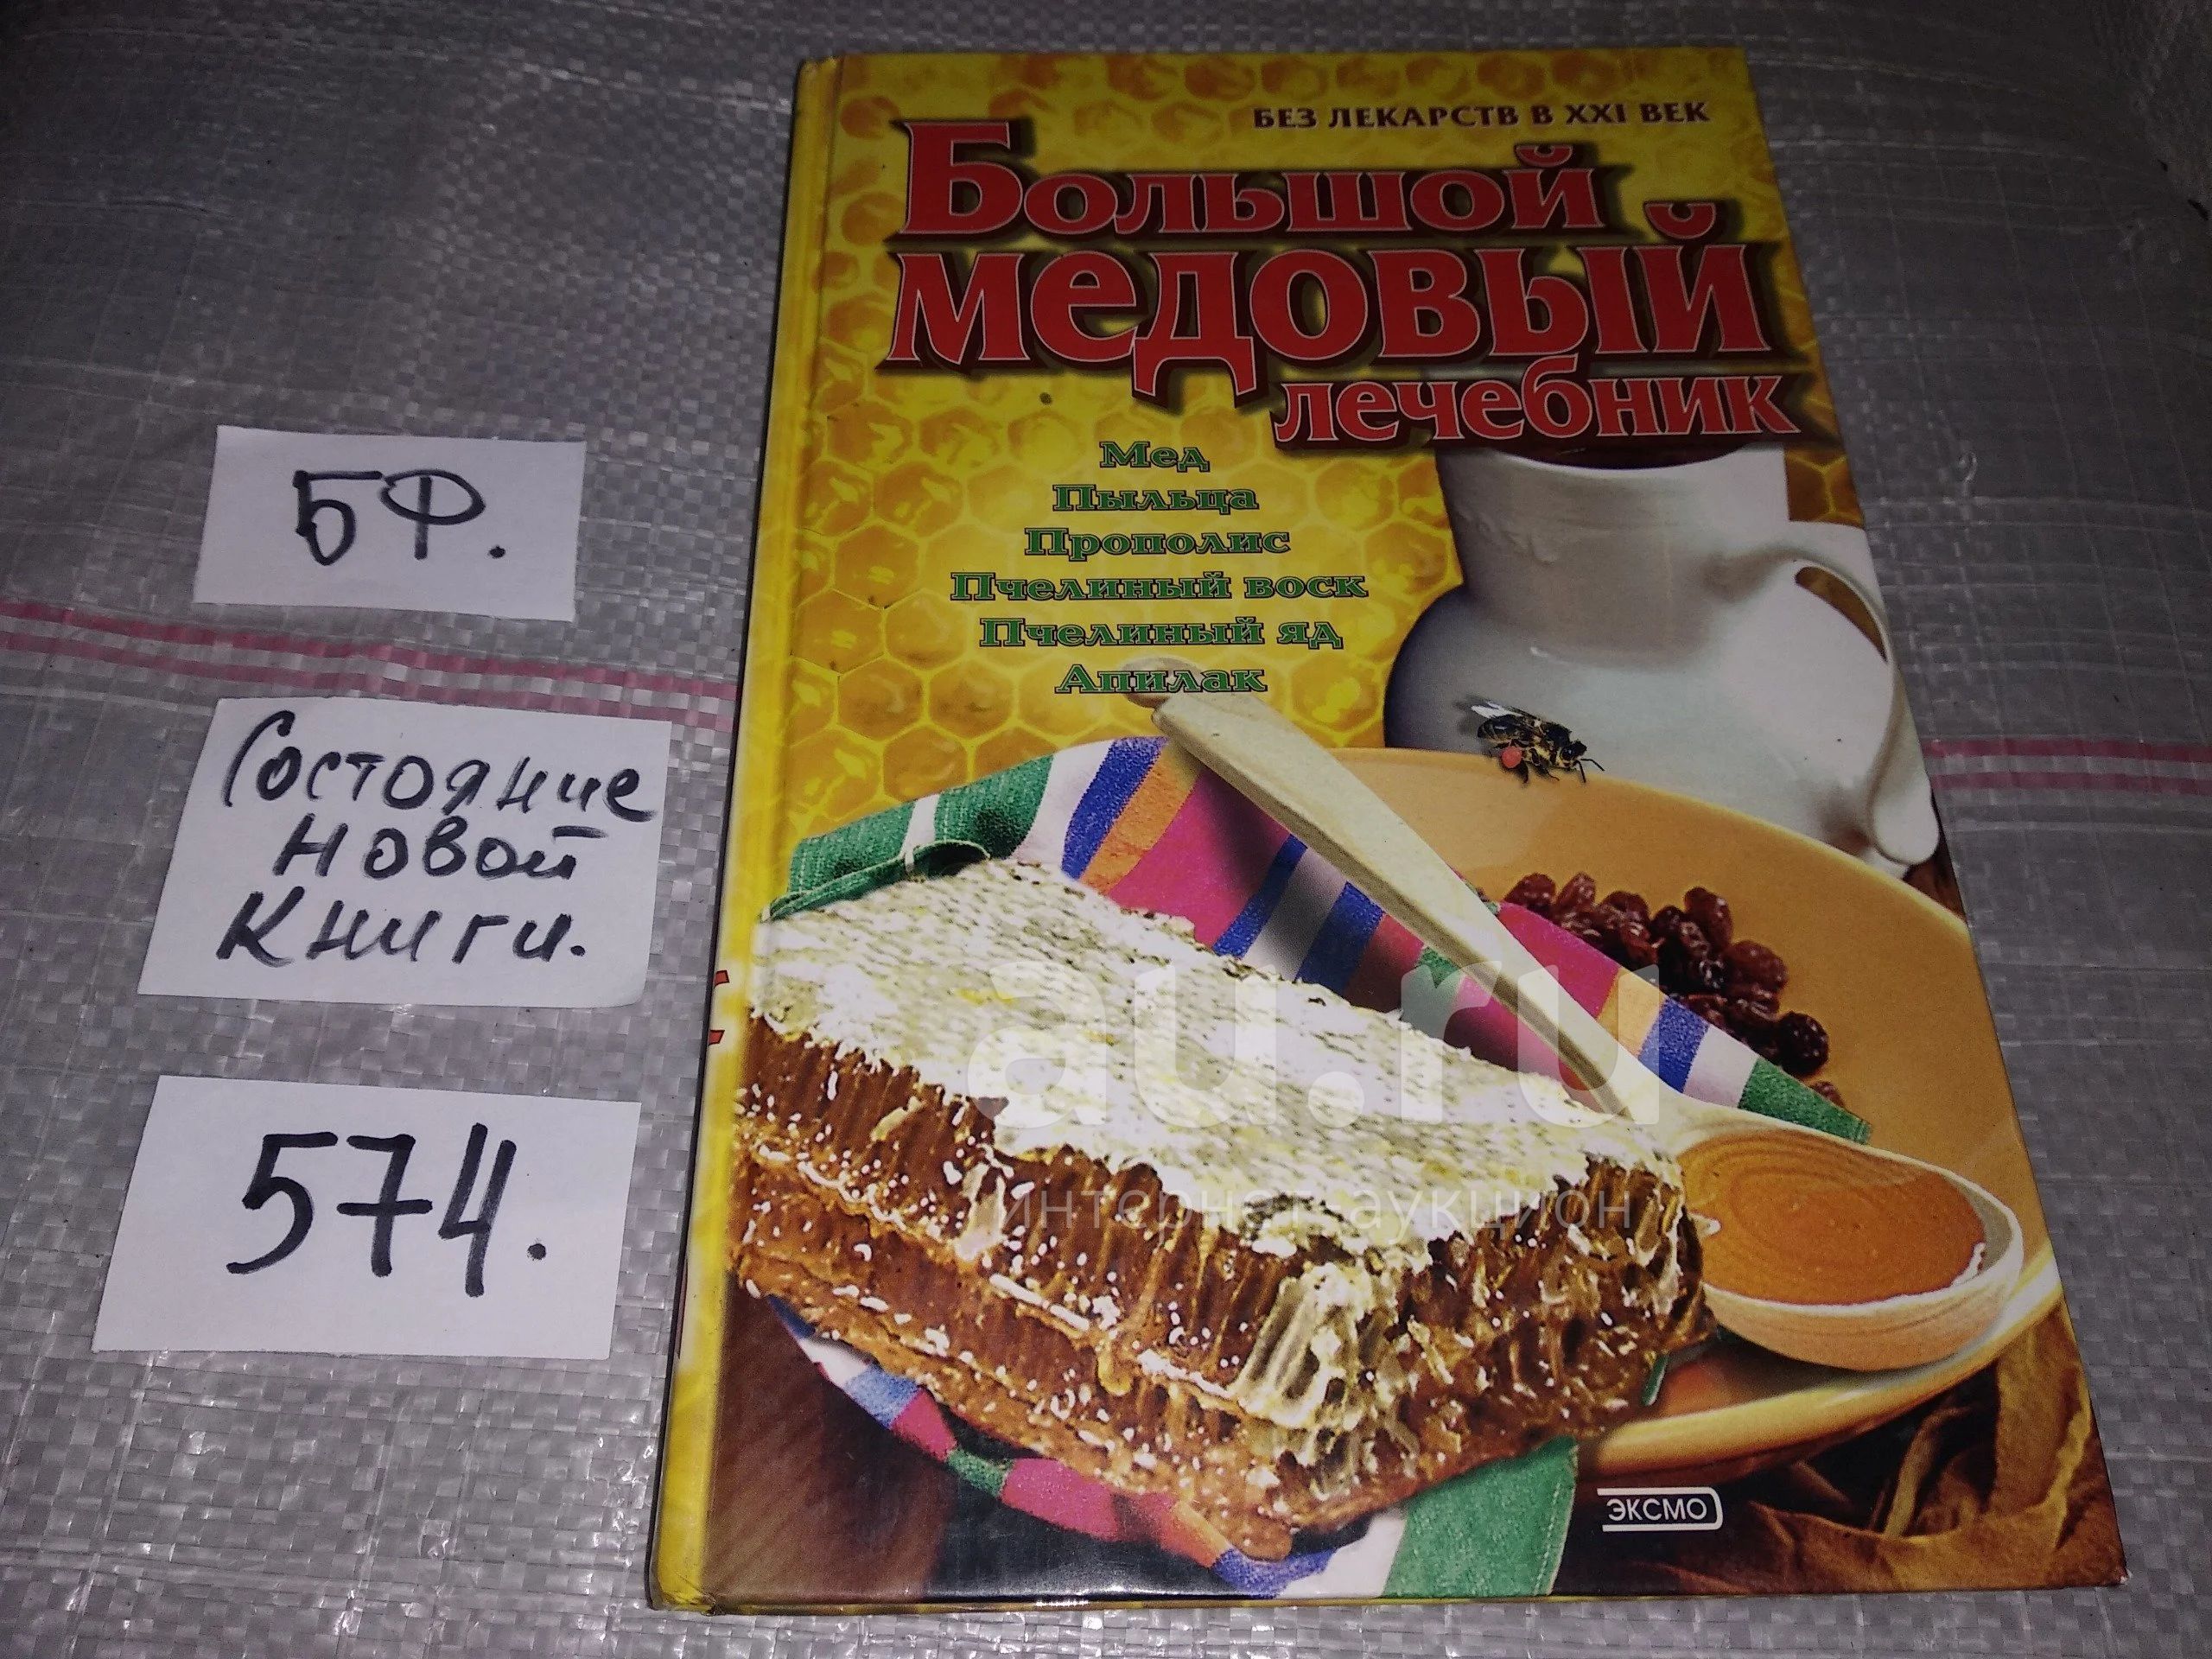 БЕЗ ЛЕКАРСТВ В XXI ВЕК
Большой
медовый
лечебник
Мед
Пыльца
Прополис
Пчелиный воск
Пчелиный яд
Апилак
эксмо
БФ.
Состояние
новой
книги.
574.
au.ru
интернет аукцион